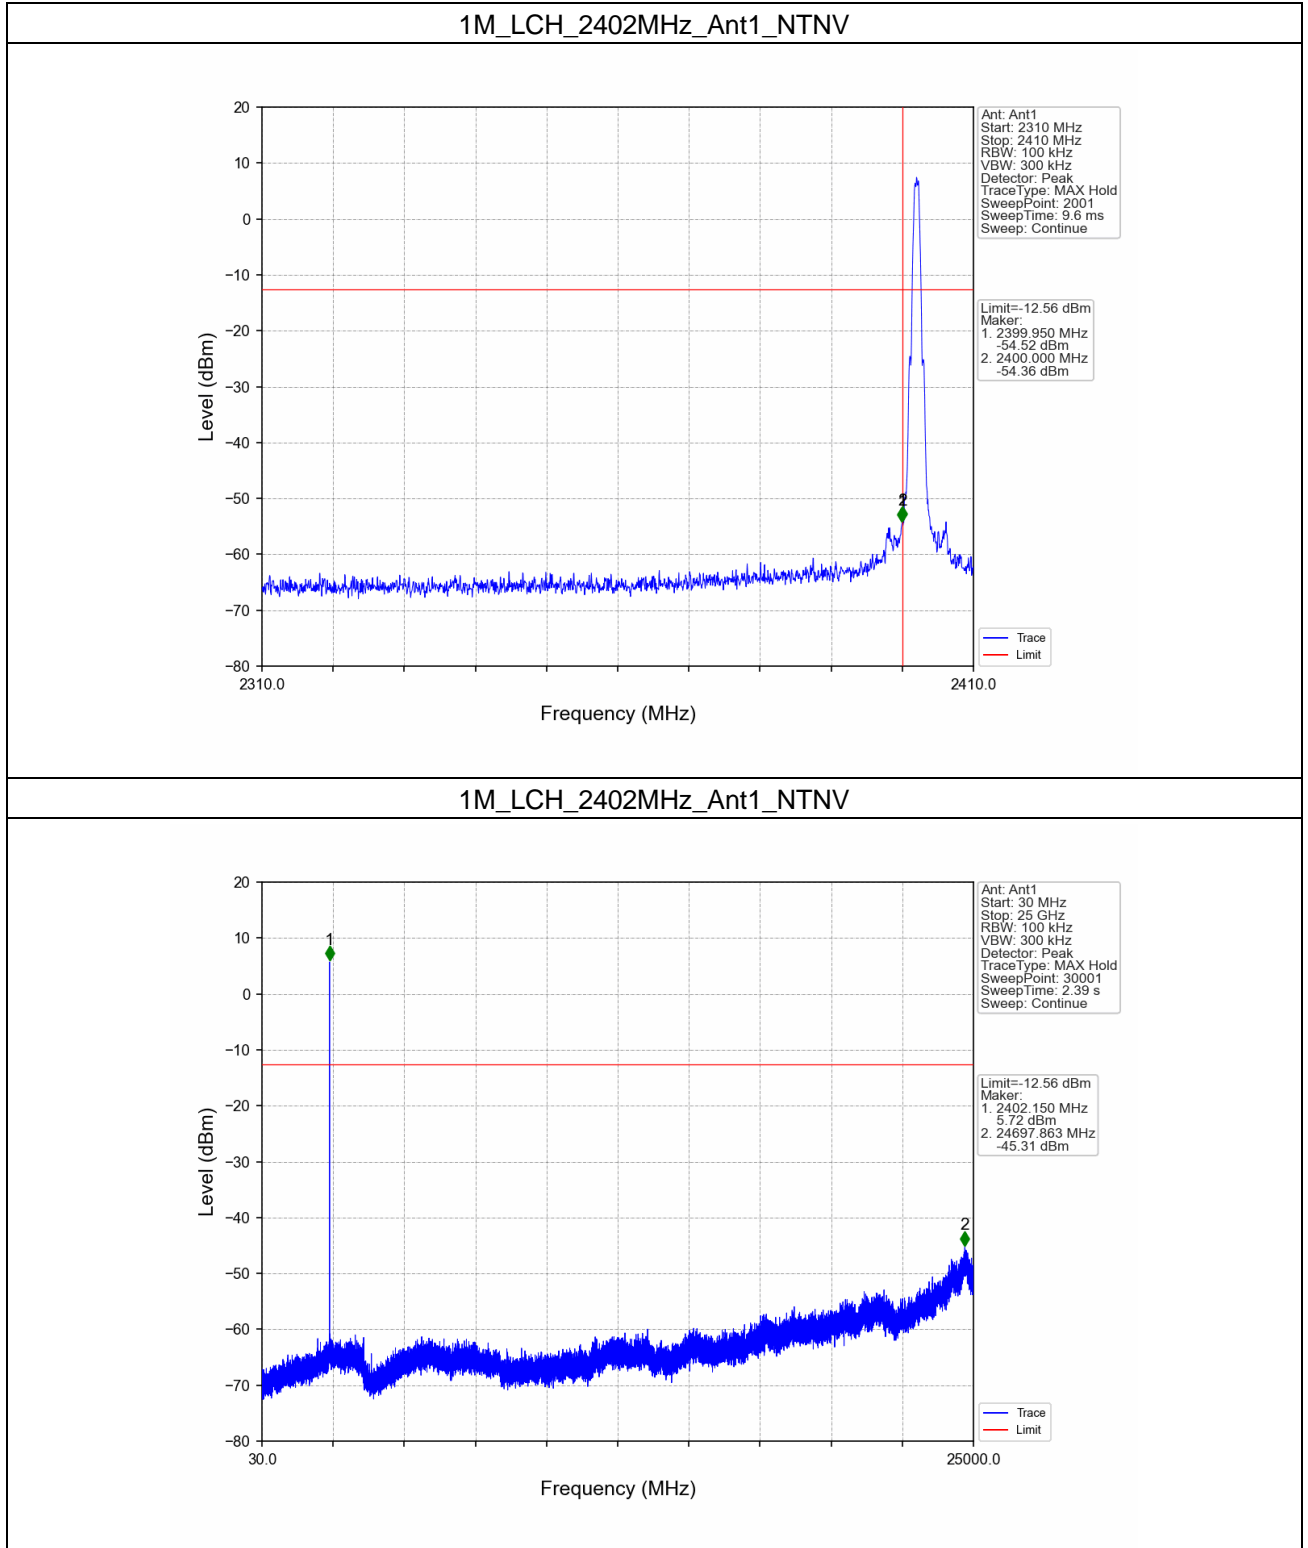 1M_LCH_2402MHz_Ant1_NTNV
20
10
0
−10
−20
−30
−40
−50
−60
−70
−80
Level (dBm)
2310.0
2410.0
Frequency (MHz)
1
2
Ant: Ant1
Start: 2310 MHz
Stop: 2410 MHz
RBW: 100 kHz
VBW: 300 kHz
Detector: Peak
TraceType: MAX Hold
SweepPoint: 2001
SweepTime: 9.6 ms
Sweep: Continue
Limit=-12.56 dBm
Maker:
1. 2399.950 MHz
-54.52 dBm
2. 2400.000 MHz
-54.36 dBm
Trace
Limit
1M_LCH_2402MHz_Ant1_NTNV
20
10
0
−10
−20
−30
−40
−50
−60
−70
−80
Level (dBm)
30.0
25000.0
Frequency (MHz)
1
2
Ant: Ant1
Start: 30 MHz
Stop: 25 GHz
RBW: 100 kHz
VBW: 300 kHz
Detector: Peak
TraceType: MAX Hold
SweepPoint: 30001
SweepTime: 2.39 s
Sweep: Continue
Limit=-12.56 dBm
Maker:
1. 2402.150 MHz
5.72 dBm
2. 24697.863 MHz
-45.31 dBm
Trace
Limit